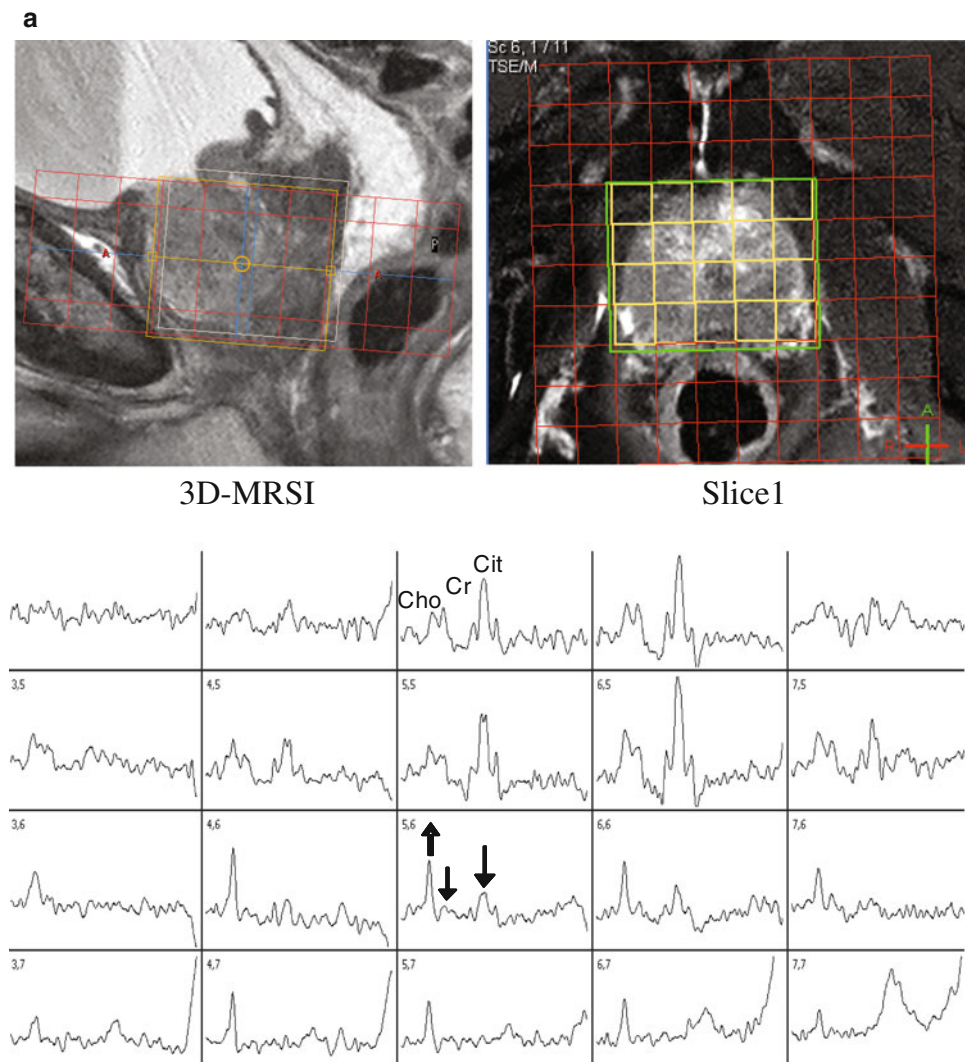 a
Sc 6, 1 / 11
TSE/M
A
A
P
A
R
L
3D-MRSI
Slice1
Cho
Cr
Cit
3,5
4,5
5,5
6,5
7,5
3,6
4,6
5,6
6,6
7,6
3,7
4,7
5,7
6,7
7,7